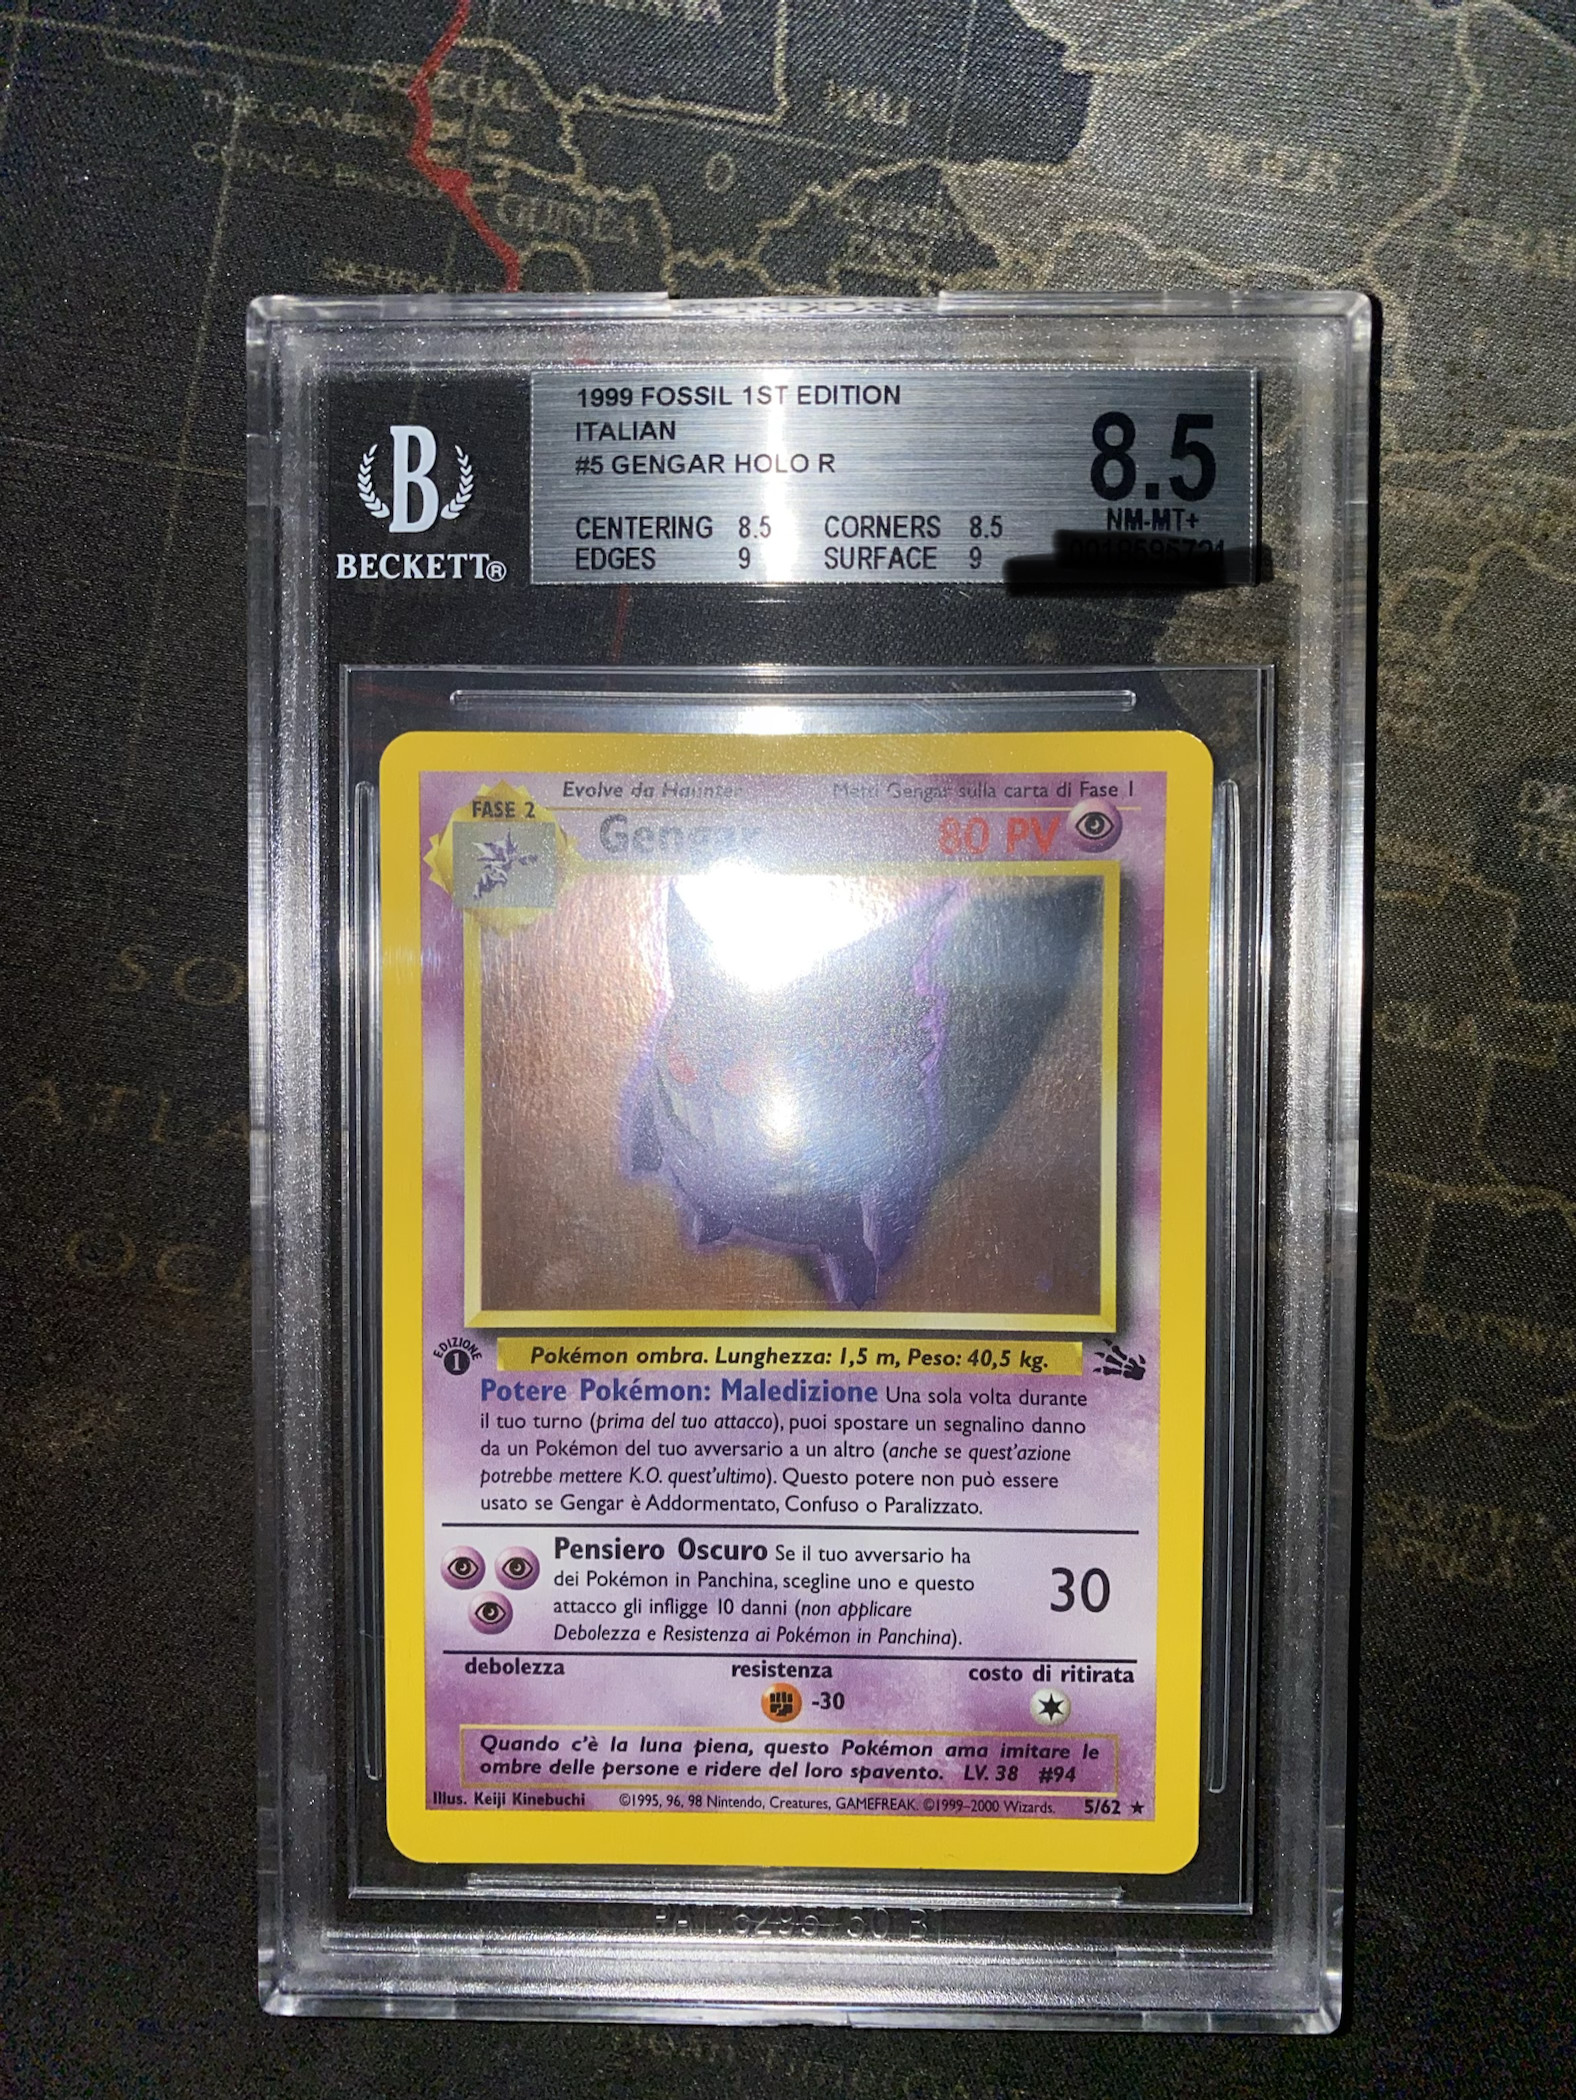 SPECIAL
MALI
NIGER
GUINEA
1999 FOSSIL 1ST EDITION
ITALIAN
#5 GENGAR HOLO R
8.5
NM-MT+
CENTERING 8.5 CORNERS 8.5
EDGES 9 SURFACE 9
B
BECKETT®
Evolve da Haunter Metti Gengar sulla carta di Fase 1
FASE 2
Gengar 80 PV
EDIZIONE
1
Pokémon ombra. Lunghezza: 1,5 m, Peso: 40,5 kg.
Potere Pokémon: Maledizione Una sola volta durante
il tuo turno (prima del tuo attacco), puoi spostare un segnalino danno
da un Pokémon del tuo avversario a un altro (anche se quest'azione
potrebbe mettere K.O. quest'ultimo). Questo potere non può essere
usato se Gengar è Addormentato, Confuso o Paralizzato.
Pensiero Oscuro Se il tuo avversario ha
dei Pokémon in Panchina, scegline uno e questo
attacco gli infligge 10 danni (non applicare
Debolezza e Resistenza ai Pokémon in Panchina).
30
debolezza resistenza costo di ritirata
-30
Quando c'è la luna piena, questo Pokémon ama imitare le
ombre delle persone e ridere del loro spavento. LV. 38 #94
Illus. Keiji Kinebuchi ©1995, 96, 98 Nintendo, Creatures, GAMEFREAK. ©1999-2000 Wizards. 5/62 ★